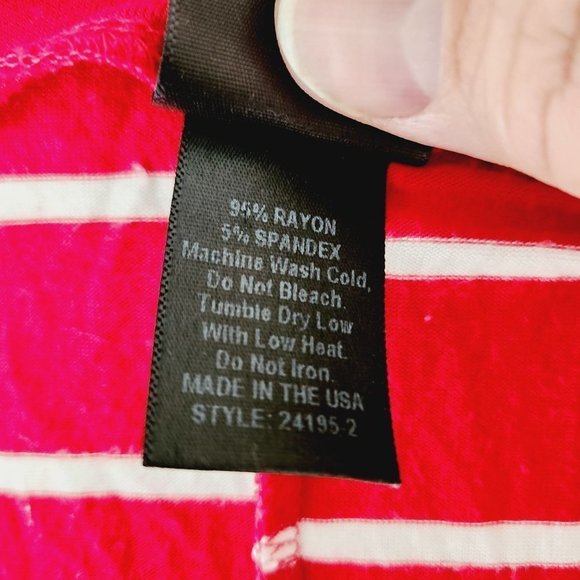 95% RAYON
5% SPANDEX
Machine Wash Cold,
Do Not Bleach.
Tumble Dry Low
With Low Heat.
Do Not Iron.
MADE IN THE USA
STYLE: 24195-2